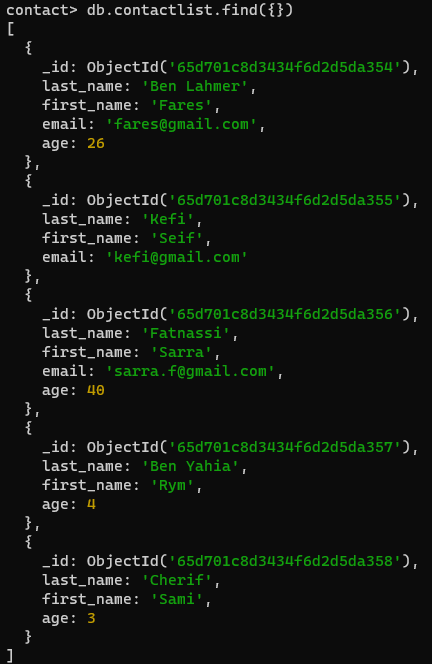 contact> db.contactlist.find({})
[
  {
    _id: ObjectId('65d701c8d3434f6d2d5da354'),
    last_name: 'Ben Lahmer',
    first_name: 'Fares',
    email: 'fares@gmail.com',
    age: 26
  },
  {
    _id: ObjectId('65d701c8d3434f6d2d5da355'),
    last_name: 'Kefi',
    first_name: 'Seif',
    email: 'kefi@gmail.com'
  },
  {
    _id: ObjectId('65d701c8d3434f6d2d5da356'),
    last_name: 'Fatnassi',
    first_name: 'Sarra',
    email: 'sarra.f@gmail.com',
    age: 40
  },
  {
    _id: ObjectId('65d701c8d3434f6d2d5da357'),
    last_name: 'Ben Yahia',
    first_name: 'Rym',
    age: 4
  },
  {
    _id: ObjectId('65d701c8d3434f6d2d5da358'),
    last_name: 'Cherif',
    first_name: 'Sami',
    age: 3
  }
]